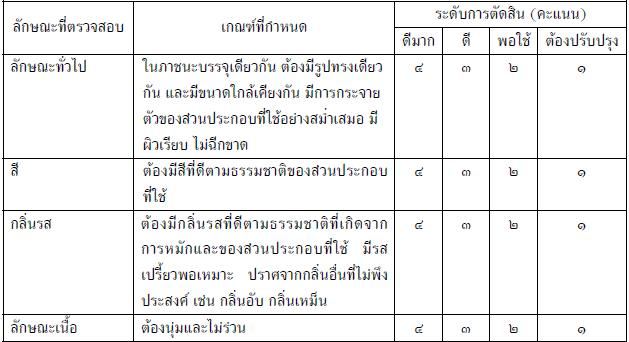 ลักษณะที่ตรวจสอบ เกณฑ์ที่กำหนด ระดับการตัดสิน (คะแนน)
ดีมาก ดี พอใช้ ต้องปรับปรุง
ลักษณะทั่วไป ในภาชนะบรรจุเดียวกัน ต้องมีรูปทรงเดียว ๔ ๓ ๒ ๑
กัน และมีขนาดใกล้เคียงกัน มีการกระจาย
ตัวของส่วนประกอบที่ใช้อย่างสม่ำเสมอ มี
ผิวเรียบ ไม่ฉีกขาด
สี ต้องมีสีที่ดีตามธรรมชาติของส่วนประกอบ ๔ ๓ ๒ ๑
ที่ใช้
กลิ่นรส ต้องมีกลิ่นรสที่ดีตามธรรมชาติที่เกิดจาก ๔ ๓ ๒ ๑
การหมักและของส่วนประกอบที่ใช้ มีรส
เปรี้ยวพอเหมาะ ปราศจากกลิ่นอื่นที่ไม่พึง
ประสงค์ เช่น กลิ่นอับ กลิ่นเหม็น
ลักษณะเนื้อ ต้องนุ่มและไม่ร่วน ๔ ๓ ๒ ๑